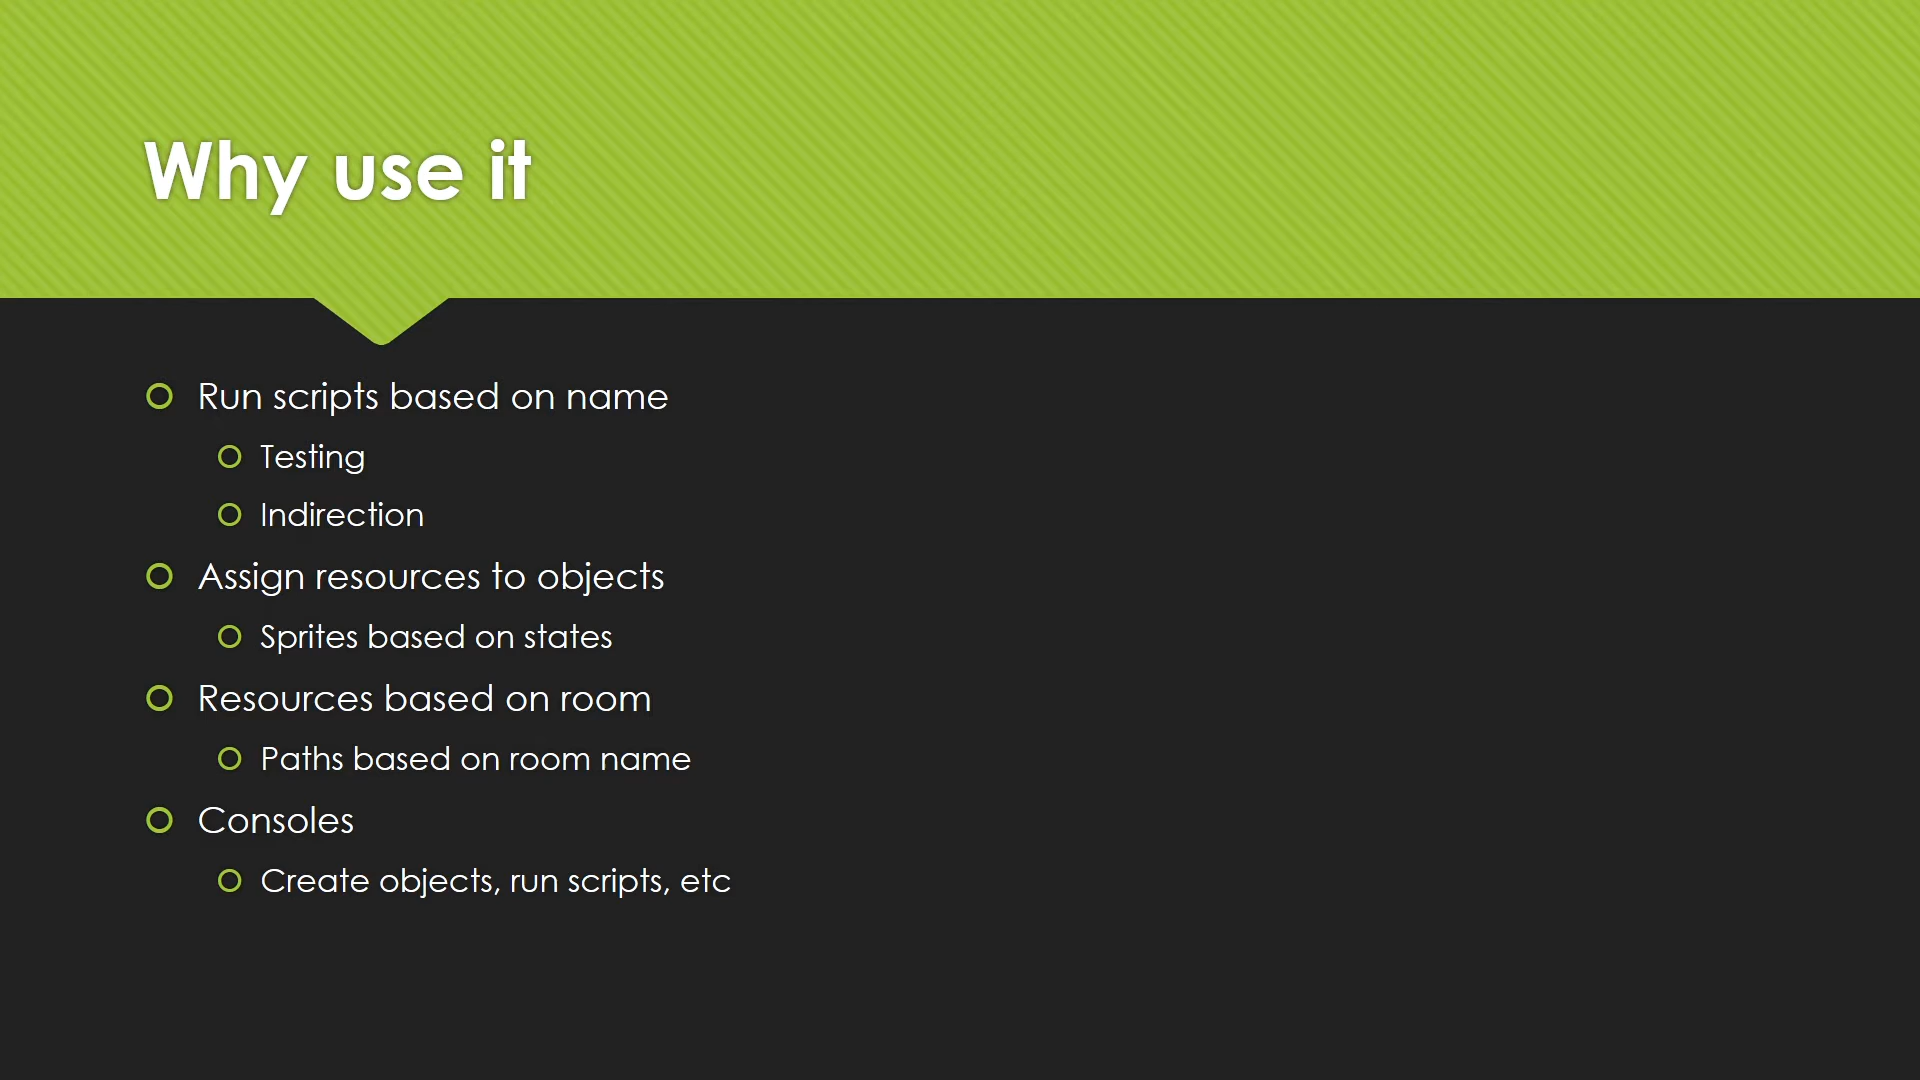 Why use it
Run scripts based on name
Testing
Indirection
Assign resources to objects
Sprites based on states
Resources based on room
Paths based on room name
Consoles
Create objects, run scripts, etc